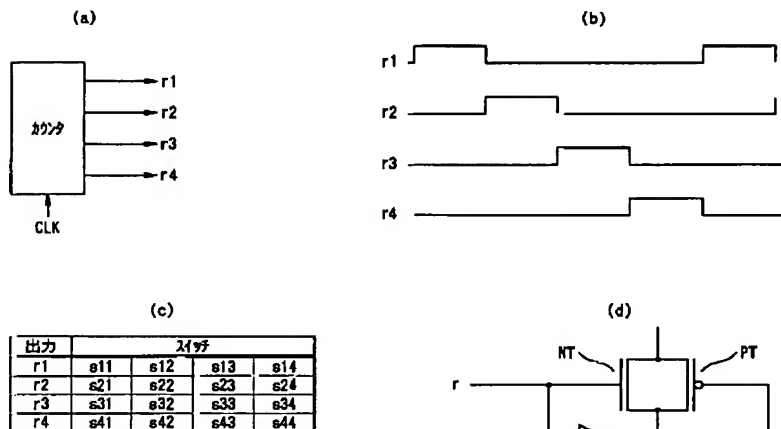 (a)
カウンタ
r1
r2
r3
r4
CLK
(b)
r1
r2
r3
r4
(c)
出力 スイッチ
r1 s11 s12 s13 s14
r2 s21 s22 s23 s24
r3 s31 s32 s33 s34
r4 s41 s42 s43 s44
(d)
NT PT
r